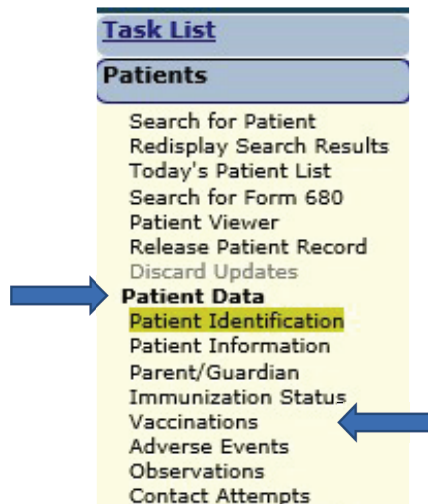 Task List
Patients
Search for Patient
Redisplay Search Results
Today's Patient List
Search for Form 680
Patient Viewer
Release Patient Record
Discard Updates
Patient Data
Patient Identification
Patient Information
Parent/Guardian
Immunization Status
Vaccinations
Adverse Events
Observations
Contact Attempts